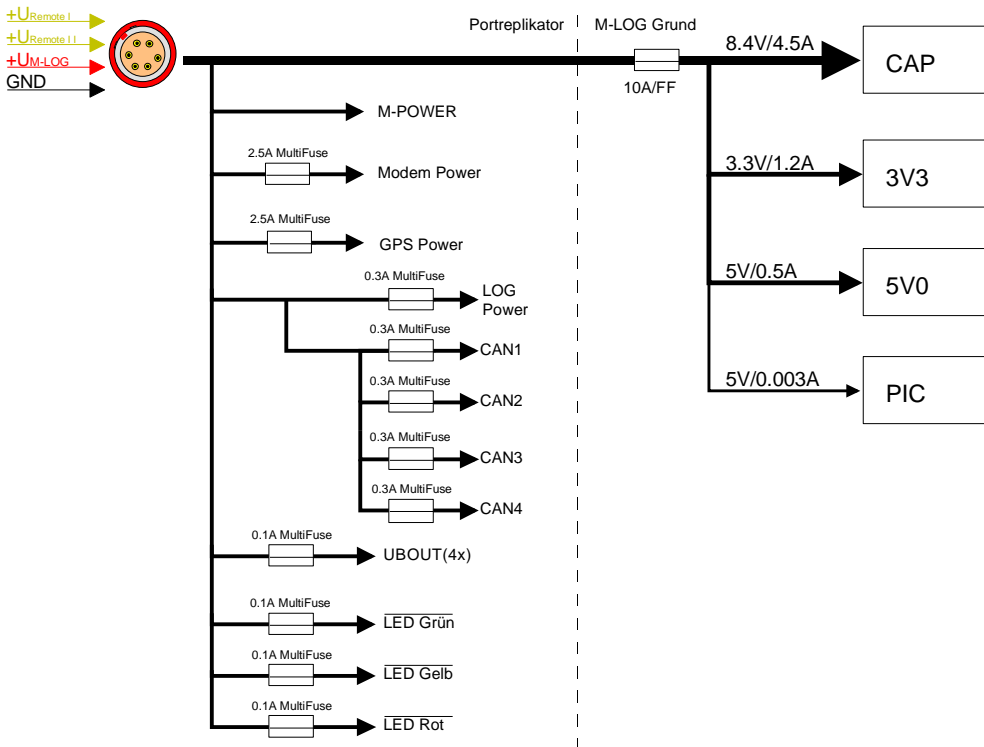 +URemote I
+URemote I I
+UM-LOG
GND
Portreplikator
M-LOG Grund
10A/FF
8.4V/4.5A
CAP
3.3V/1.2A
3V3
5V/0.5A
5V0
5V/0.003A
PIC
M-POWER
2.5A MultiFuse
Modem Power
2.5A MultiFuse
GPS Power
0.3A MultiFuse
LOG
Power
0.3A MultiFuse
CAN1
0.3A MultiFuse
CAN2
0.3A MultiFuse
CAN3
0.3A MultiFuse
CAN4
0.1A MultiFuse
UBOUT(4x)
0.1A MultiFuse
LED Grün
0.1A MultiFuse
LED Gelb
0.1A MultiFuse
LED Rot